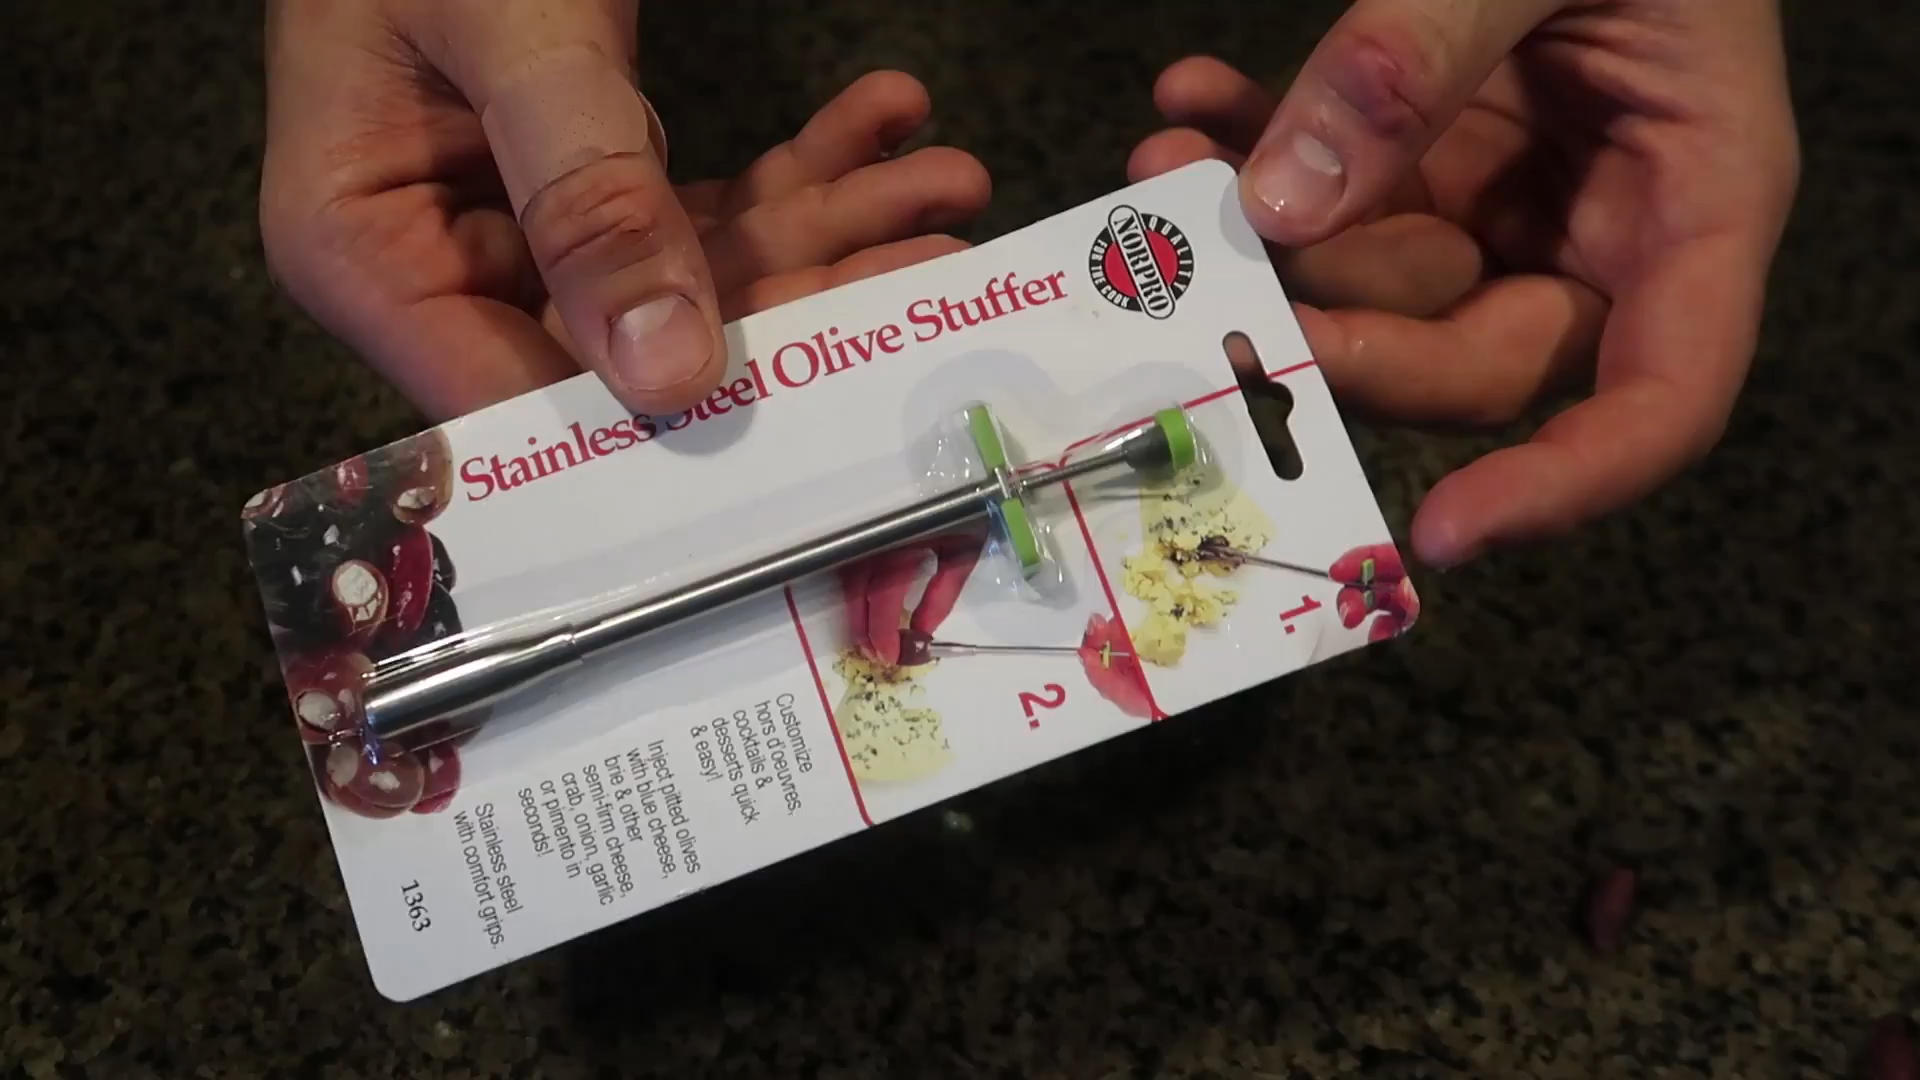 Stainless Steel Olive Stuffer
QUALITY
NORPRO
FOR THE COOK
1.
2.
Customize
hors d'oeuvres,
cocktails &
desserts quick
& easy!
Inject pitted olives
with blue cheese,
brie & other
semi-firm cheese,
crab, onion, garlic
or pimento in
seconds!
Stainless steel
with comfort grips.
1363